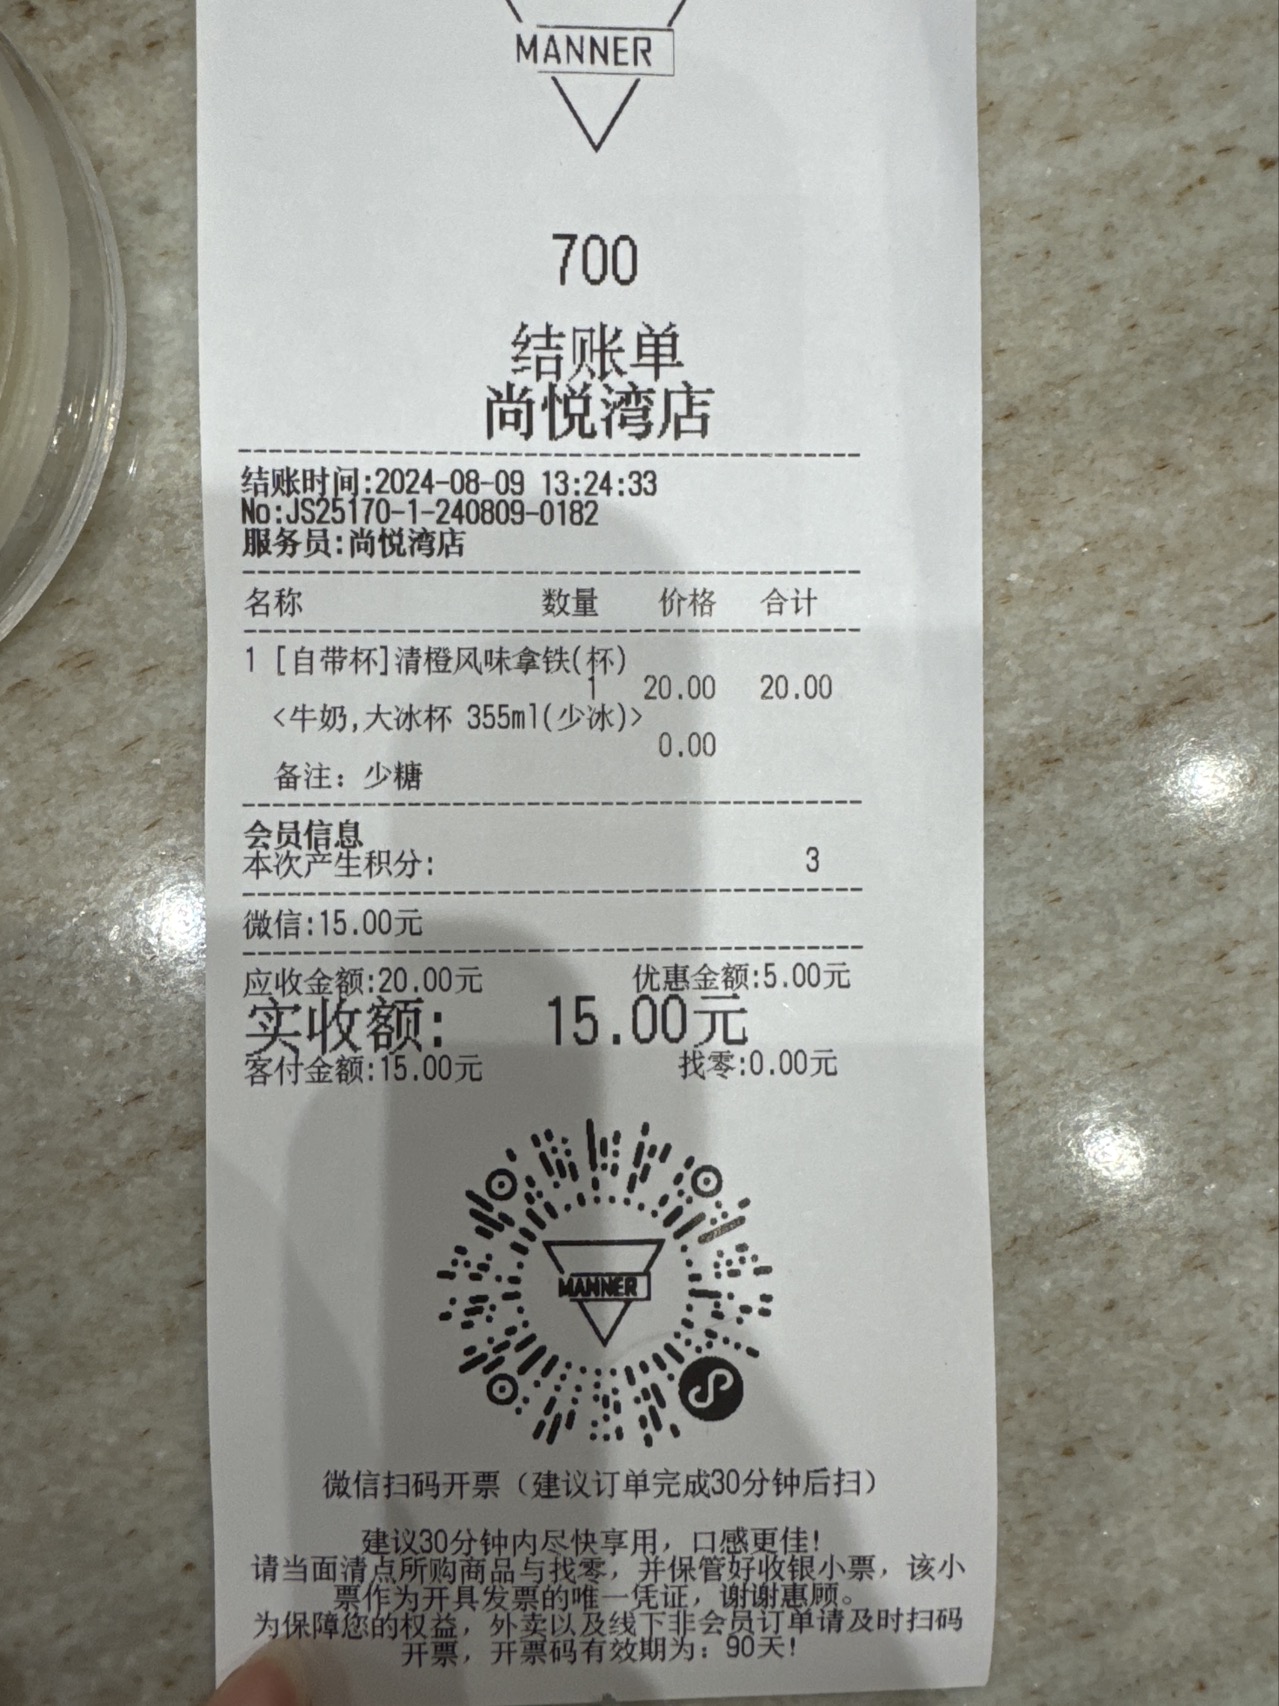 MANNER
700
结账单
尚悦湾店
结账时间:2024-08-09 13:24:33
No:JS25170-1-240809-0182
服务员:尚悦湾店
名称 数量 价格 合计
1 [自带杯]清橙风味拿铁(杯)
1 20.00 20.00
<牛奶,大冰杯 355ml(少冰)>
0.00
备注: 少糖
会员信息
本次产生积分: 3
微信:15.00元
应收金额:20.00元 优惠金额:5.00元
实收额: 15.00元
客付金额:15.00元 找零:0.00元
MANNER
微信扫码开票（建议订单完成30分钟后扫）
建议30分钟内尽快享用，口感更佳!
请当面清点所购商品与找零，并保管好收银小票，该小
票作为开具发票的唯一凭证，谢谢惠顾。
为保障您的权益，外卖以及线下非会员订单请及时扫码
开票，开票码有效期为: 90天!